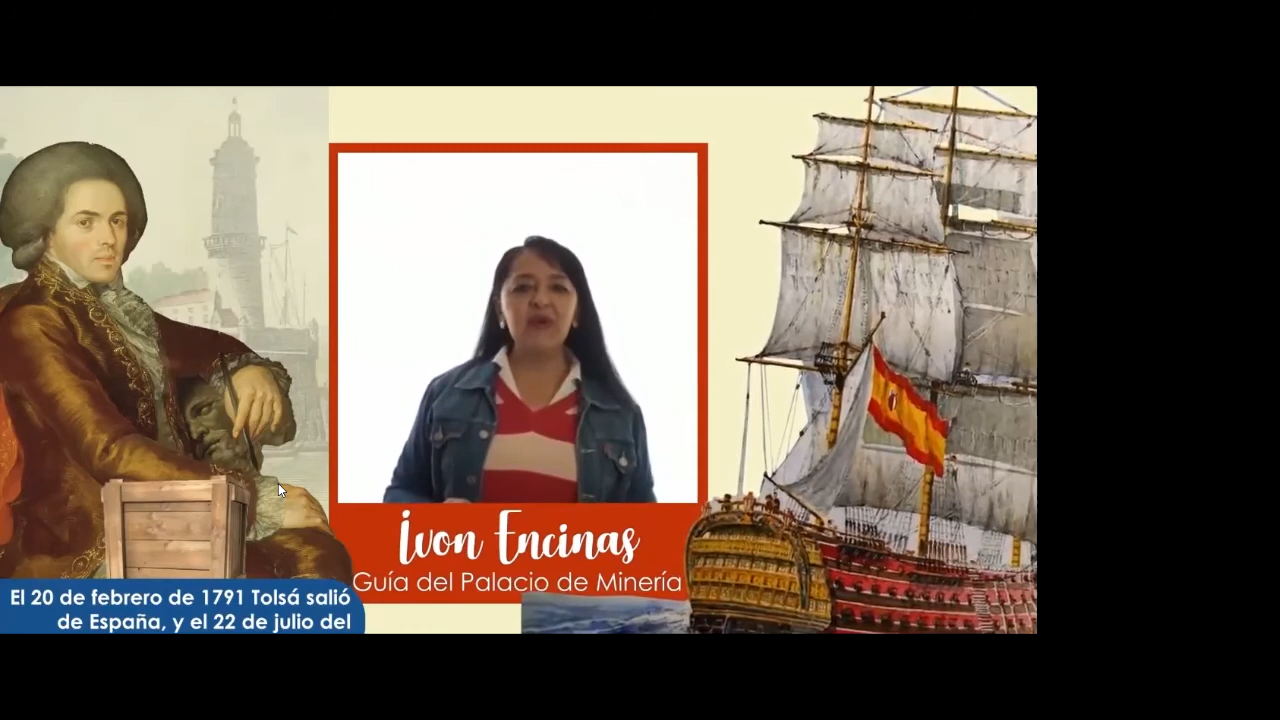 Ivon Encinas
Guía del Palacio de Minería
El 20 de febrero de 1791 Tolsá salió
de España, y el 22 de julio del